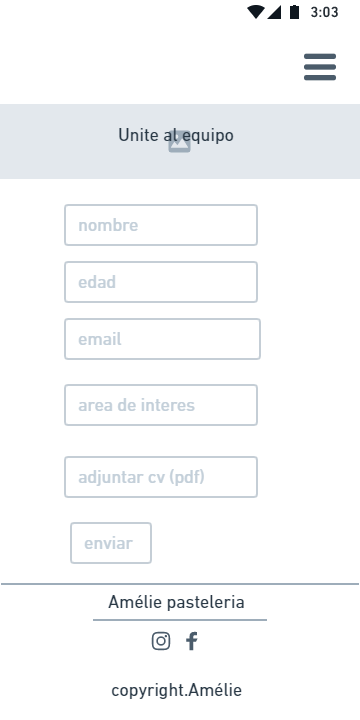 3:03
Unite al equipo
nombre
edad
email
area de interes
adjuntar cv (pdf)
enviar
Amélie pasteleria
copyright.Amélie